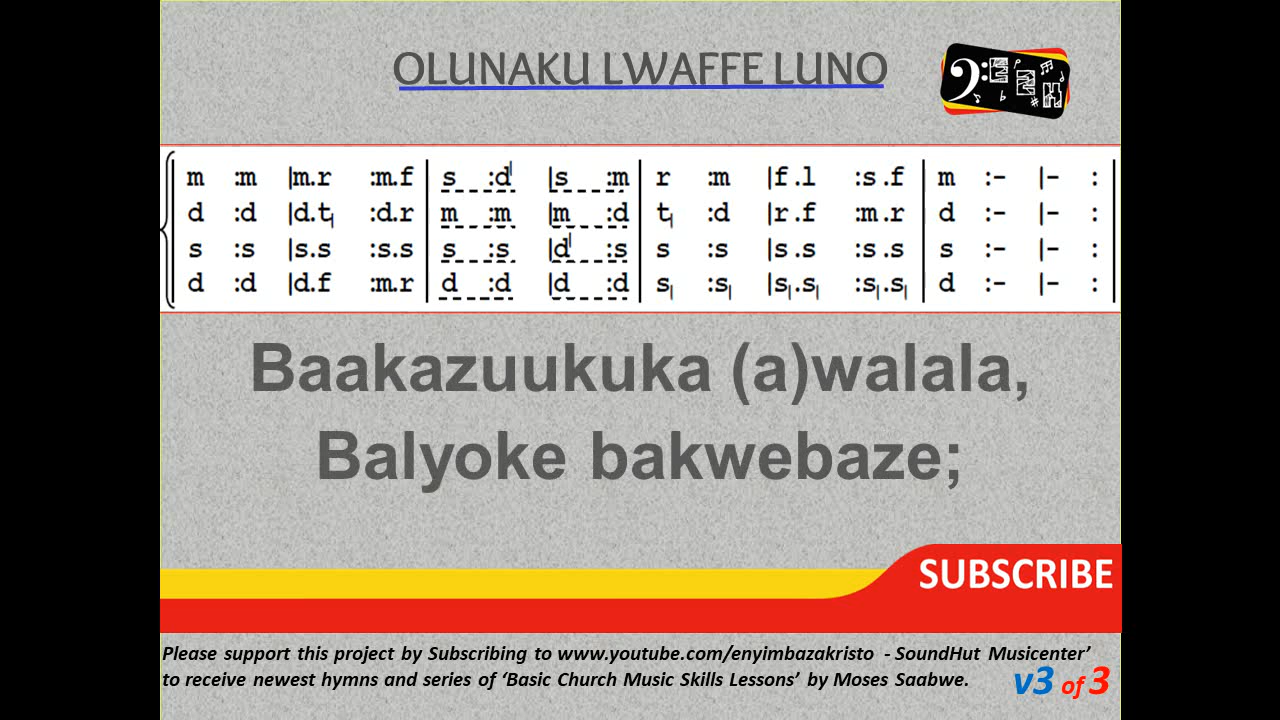 OLUNAKU LWAFFE LUNO
m :m |m.r :m.f | s :d' |s :m | r :m |f.l :s.f | m :- |- :
d :d |d.t, :d.r | m :m |m :d | t, :d |r.f :m.r | d :- |- :
s :s |s.s :s.s | s :s |d' :s | s :s |s.s :s.s | s :- |- :
d :d |d.f :m.r | d :d |d :d | s, :s, |s,.s, :s,.s, | d :- |- :
Baakazuukuka (a)walala,
Balyoke bakwebaze;
SUBSCRIBE
Please support this project by Subscribing to www.youtube.com/enyimbazakristo - SoundHut Musicenter’
to receive newest hymns and series of ‘Basic Church Music Skills Lessons’ by Moses Saabwe.
v3 of 3